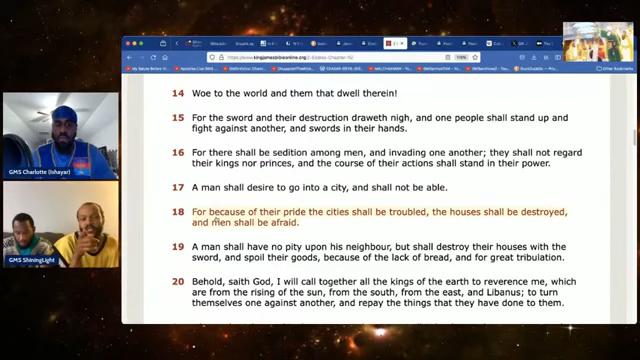 www.kingjamesbibleonline.org/2-Esdras-Chapter-15/
14 Woe to the world and them that dwell therein!
15 For the sword and their destruction draweth nigh, and one people shall stand up and
fight against another, and swords in their hands.
16 For there shall be sedition among men, and invading one another; they shall not regard
their kings nor princes, and the course of their actions shall stand in their power.
17 A man shall desire to go into a city, and shall not be able.
18 For because of their pride the cities shall be troubled, the houses shall be destroyed,
and men shall be afraid.
19 A man shall have no pity upon his neighbour, but shall destroy their houses with the
sword, and spoil their goods, because of the lack of bread, and for great tribulation.
20 Behold, saith God, I will call together all the kings of the earth to reverence me, which
are from the rising of the sun, from the south, from the east, and Libanus; to turn
themselves one against another, and repay the things that they have done to them.
GMS Charlotte (Ishayar)
GMS ShiningLight